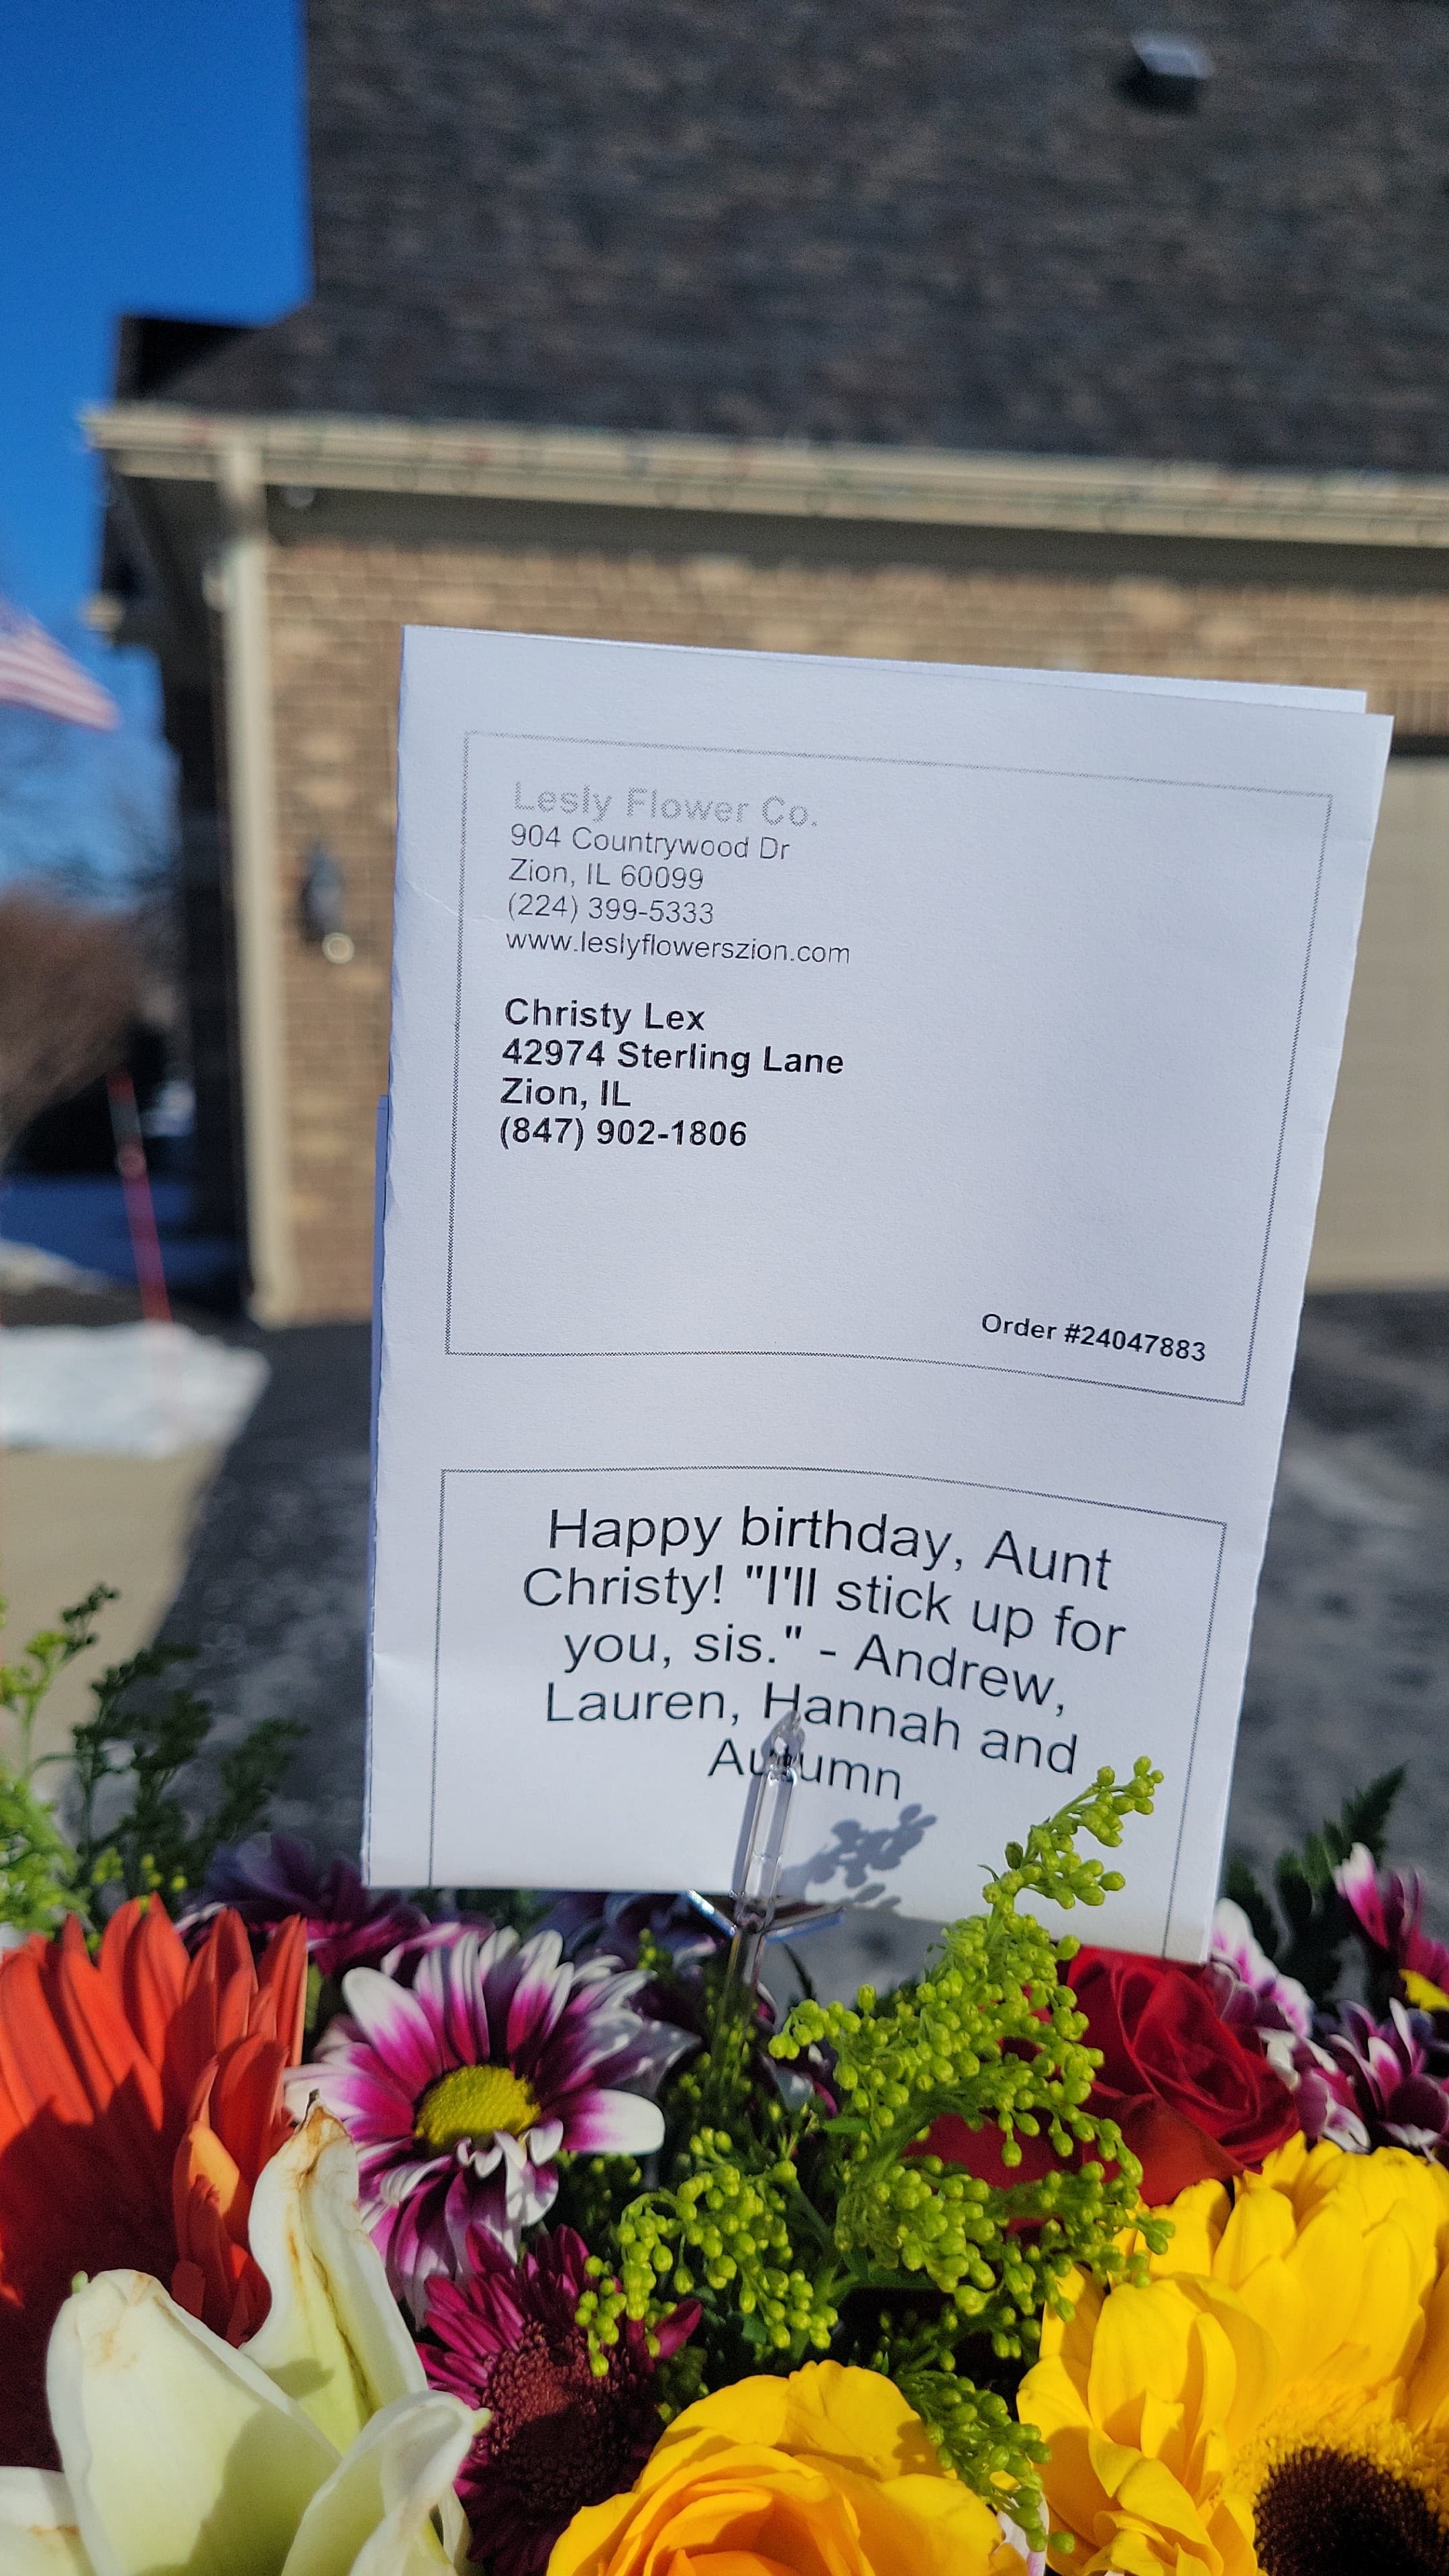 Lesly Flower Co.
904 Countrywood Dr
Zion, IL 60099
(224) 399-5333
www.leslyflowerszion.com
Christy Lex
42974 Sterling Lane
Zion, IL
(847) 902-1806
Order #24047883
Happy birthday, Aunt
Christy! "I'll stick up for
you, sis." - Andrew,
Lauren, Hannah and
Autumn